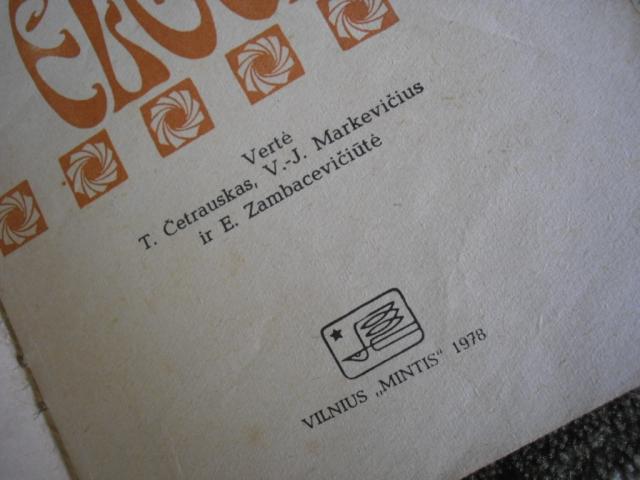 Vertė
T. Četrauskas, V.-J. Markevičius
ir E. Zambacevičiūtė
VILNIUS „MINTIS“ 1978